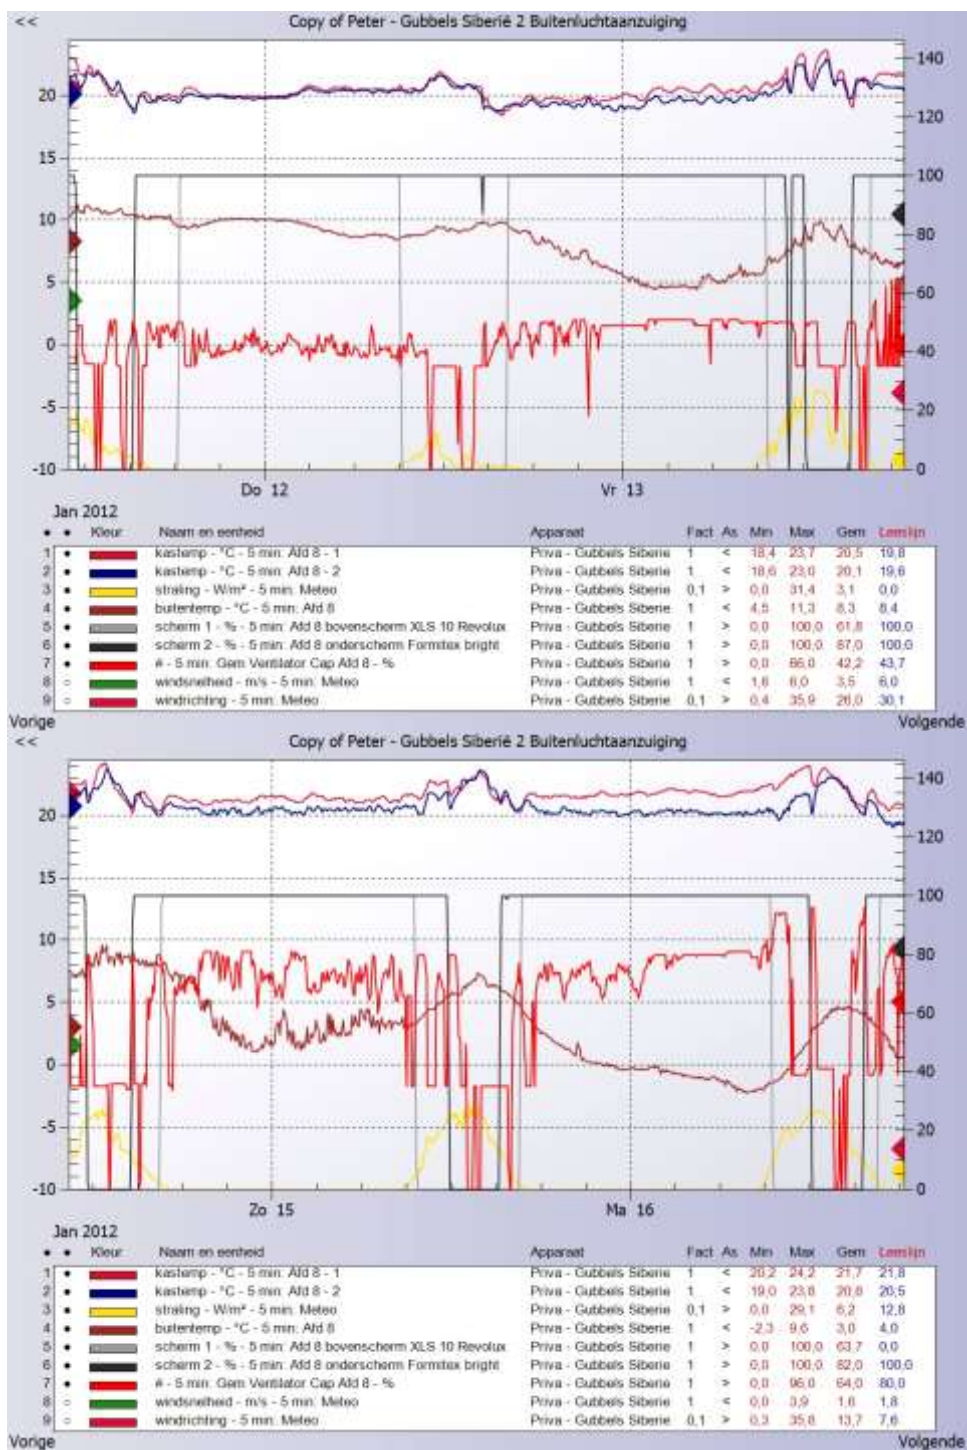 << Copy of Peter - Gubbels Siberië 2 Buitenluchtaanzuiging
140
20
120
15
100
10
80
5
60
0
40
-5
20
-10 0
Do 12 Vr 13
Jan 2012
• • Kleur Naam en eenheid Apparaat Fact As Min Max Gem Leeslijn
1 • kastemp - °C - 5 min: Afd 8 - 1 Priva - Gubbels Siberie 1 < 18,4 23,7 20,5 19,8
2 • kastemp - °C - 5 min: Afd 8 - 2 Priva - Gubbels Siberie 1 < 18,6 23,0 20,1 19,6
3 • straling - W/m² - 5 min: Meteo Priva - Gubbels Siberie 0,1 > 0,0 31,4 3,1 0,0
4 • buitentemp - °C - 5 min: Afd 8 Priva - Gubbels Siberie 1 < 4,5 11,3 8,3 8,4
5 • scherm 1 - % - 5 min: Afd 8 bovenscherm XLS 10 Revolux Priva - Gubbels Siberie 1 > 0,0 100,0 61,8 100,0
6 • scherm 2 - % - 5 min: Afd 8 onderscherm Formitex bright Priva - Gubbels Siberie 1 > 0,0 100,0 87,0 100,0
7 • # - 5 min: Gem Ventilator Cap Afd 8 - % Priva - Gubbels Siberie 1 > 0,0 66,0 42,2 43,7
8 ○ windsnelheid - m/s - 5 min: Meteo Priva - Gubbels Siberie 1 < 1,6 6,0 3,5 6,0
9 ○ windrichting - 5 min: Meteo Priva - Gubbels Siberie 0,1 > 0,4 35,9 26,0 30,1
Vorige Volgende
<< Copy of Peter - Gubbels Siberië 2 Buitenluchtaanzuiging
140
20
120
15
100
10
80
5
60
0
40
-5
20
-10 0
Zo 15 Ma 16
Jan 2012
• • Kleur Naam en eenheid Apparaat Fact As Min Max Gem Leeslijn
1 • kastemp - °C - 5 min: Afd 8 - 1 Priva - Gubbels Siberie 1 < 20,2 24,2 21,7 21,8
2 • kastemp - °C - 5 min: Afd 8 - 2 Priva - Gubbels Siberie 1 < 19,0 23,8 20,8 20,5
3 • straling - W/m² - 5 min: Meteo Priva - Gubbels Siberie 0,1 > 0,0 29,1 6,2 12,8
4 • buitentemp - °C - 5 min: Afd 8 Priva - Gubbels Siberie 1 < -2,3 9,6 3,0 4,0
5 • scherm 1 - % - 5 min: Afd 8 bovenscherm XLS 10 Revolux Priva - Gubbels Siberie 1 > 0,0 100,0 63,7 0,0
6 • scherm 2 - % - 5 min: Afd 8 onderscherm Formitex bright Priva - Gubbels Siberie 1 > 0,0 100,0 82,0 100,0
7 • # - 5 min: Gem Ventilator Cap Afd 8 - % Priva - Gubbels Siberie 1 > 0,0 96,0 64,0 80,0
8 ○ windsnelheid - m/s - 5 min: Meteo Priva - Gubbels Siberie 1 < 0,0 3,9 1,6 1,8
9 ○ windrichting - 5 min: Meteo Priva - Gubbels Siberie 0,1 > 0,3 35,8 13,7 7,6
Vorige Volgende